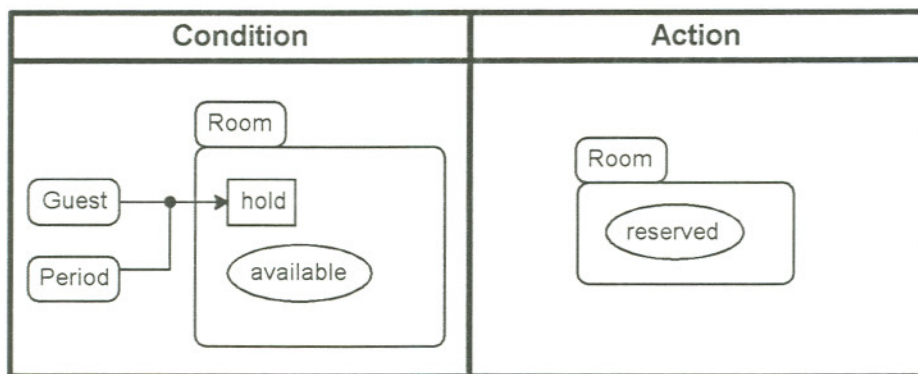 Condition
Action
Room
Guest
hold
Period
available
Room
reserved